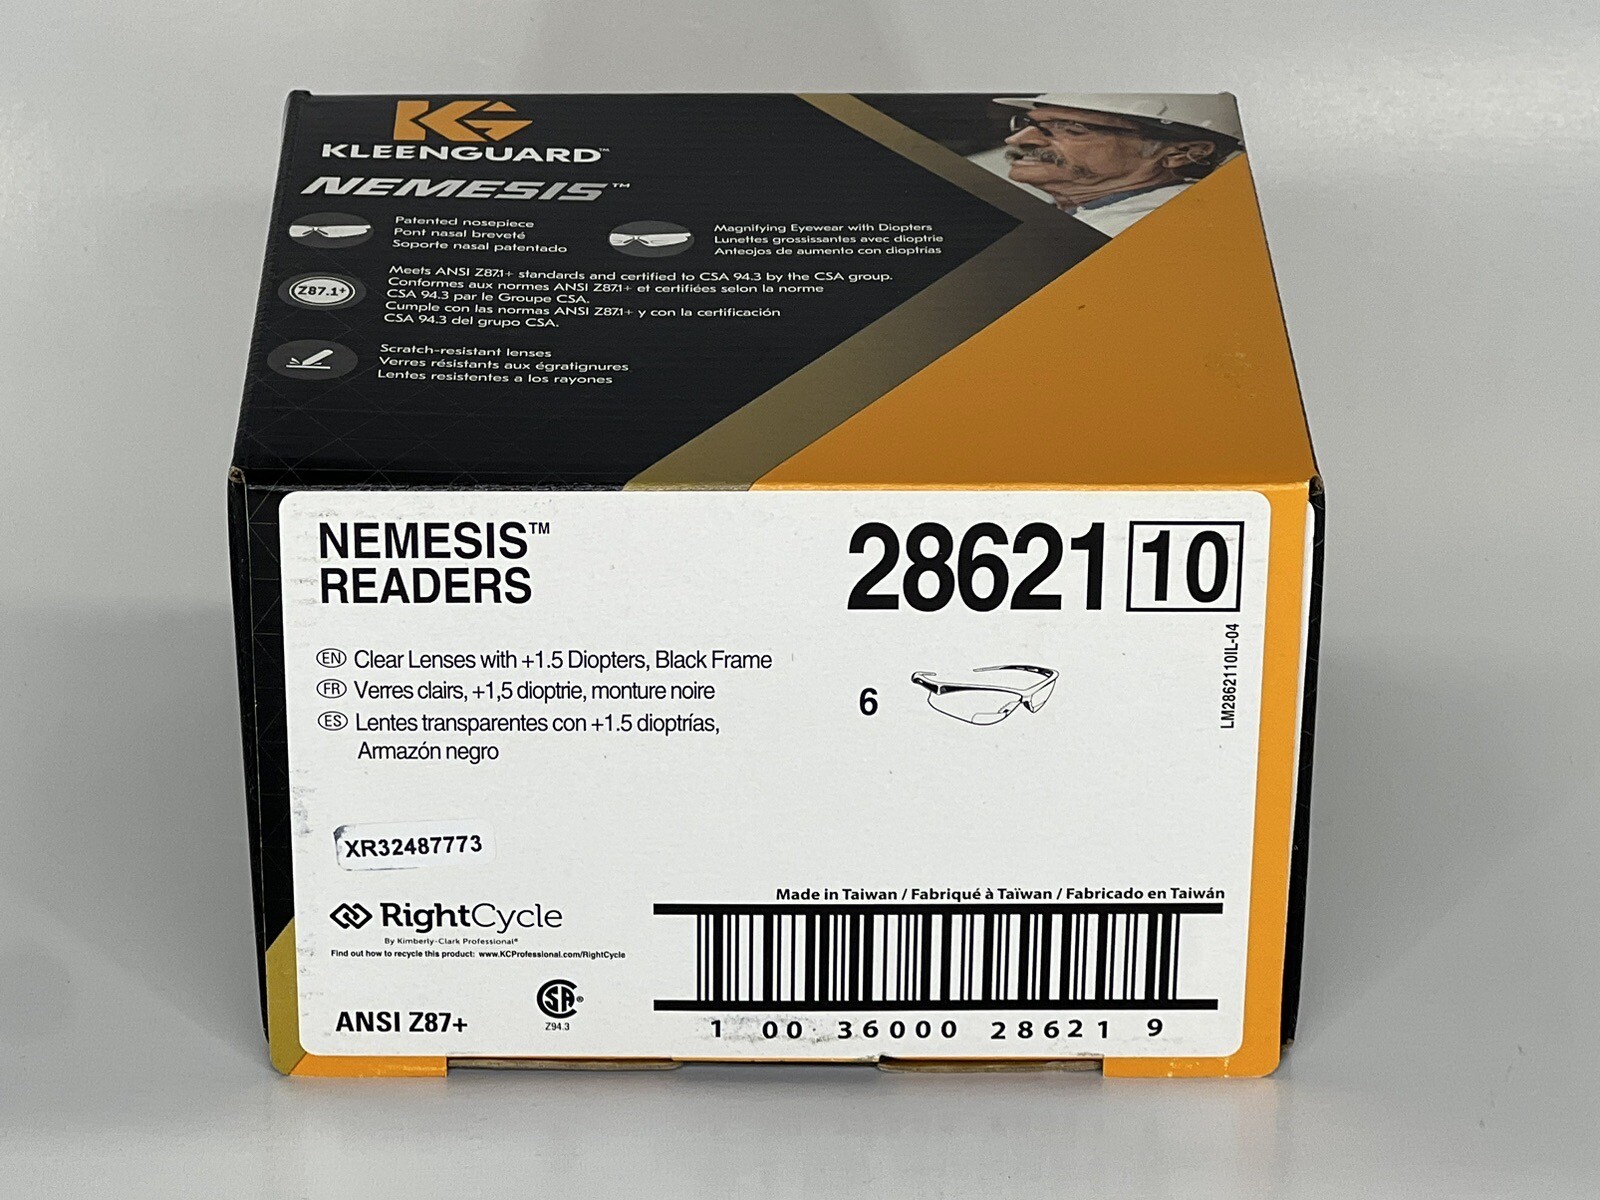 KG
KLEENGUARD™
NEMESIS™
Patented nosepiece
Pont nasal breveté
Soporte nasal patentado
Magnifying Eyewear with Diopters
Lunettes grossissantes avec dioptrie
Anteojos de aumento con dioptrias
Z87.1+
Meets ANSI Z87.1+ standards and certified to CSA 94.3 by the CSA group.
Conformes aux normes ANSI Z87.1+ et certifiées selon la norme
CSA 94.3 par le Groupe CSA.
Cumple con las normas ANSI Z87.1+ y con la certificación
CSA 94.3 del grupo CSA.
Scratch-resistant lenses
Verres résistants aux égratignures
Lentes resistentes a los rayones
NEMESIS™
READERS
28621 10
EN Clear Lenses with +1.5 Diopters, Black Frame
FR Verres clairs, +1,5 dioptrie, monture noire
ES Lentes transparentes con +1.5 dioptrías,
Armazón negro
6
LM2862110IL-04
XR32487773
RightCycle
By Kimberly-Clark Professional®
Find out how to recycle this product: www.KCProfessional.com/RightCycle
ANSI Z87+
CSA®
Z94.3
Made in Taiwan / Fabriqué à Taïwan / Fabricado en Taiwán
1 00 36000 28621 9